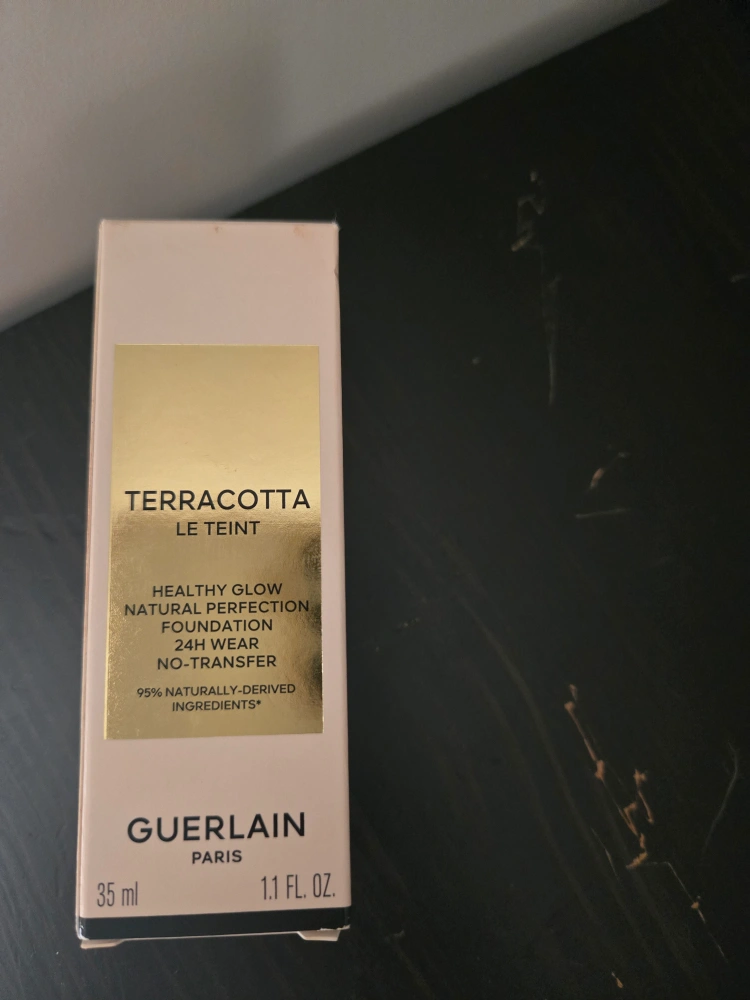 TERRACOTTA
LE TEINT
HEALTHY GLOW
NATURAL PERFECTION
FOUNDATION
24H WEAR
NO-TRANSFER
95% NATURALLY-DERIVED
INGREDIENTS*
GUERLAIN
PARIS
35 ml 1.1 FL. OZ.